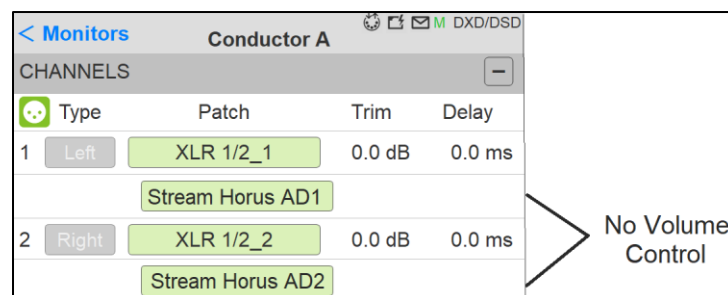 < Monitors Conductor A M DXD/DSD
CHANNELS −
Type Patch Trim Delay
1 Left XLR 1/2_1 0.0 dB 0.0 ms
Stream Horus AD1
2 Right XLR 1/2_2 0.0 dB 0.0 ms
Stream Horus AD2
No Volume
Control